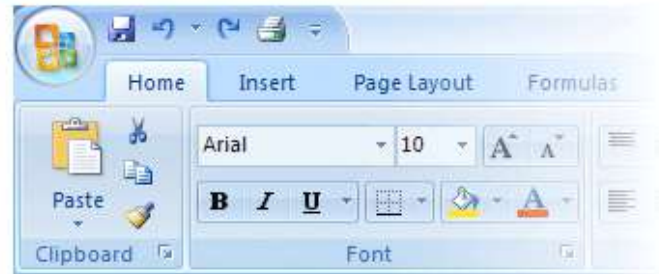 Home Insert Page Layout Formulas
Arial 10 A A
Paste B I U A
Clipboard Font